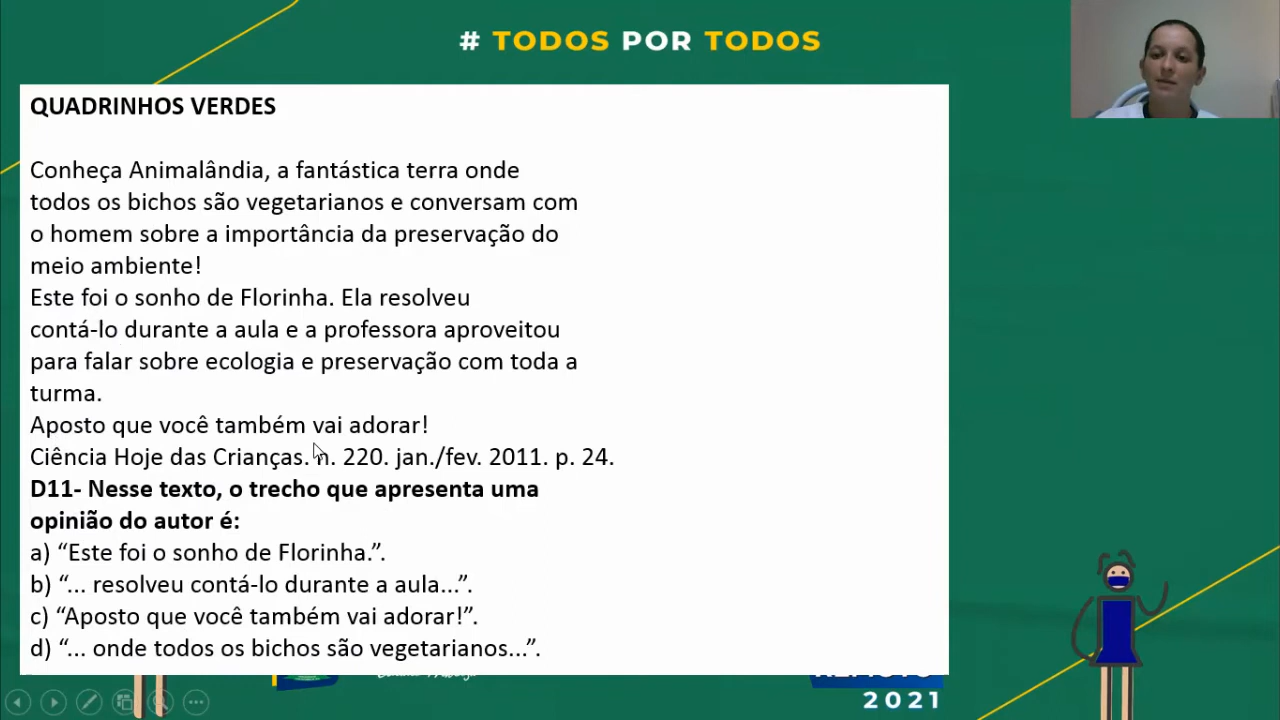 # TODOS POR TODOS
QUADRINHOS VERDES
Conheça Animalândia, a fantástica terra onde
todos os bichos são vegetarianos e conversam com
o homem sobre a importância da preservação do
meio ambiente!
Este foi o sonho de Florinha. Ela resolveu
contá-lo durante a aula e a professora aproveitou
para falar sobre ecologia e preservação com toda a
turma.
Aposto que você também vai adorar!
Ciência Hoje das Crianças. n. 220. jan./fev. 2011. p. 24.
D11- Nesse texto, o trecho que apresenta uma
opinião do autor é:
a) “Este foi o sonho de Florinha.”.
b) “... resolveu contá-lo durante a aula...”.
c) “Aposto que você também vai adorar!”.
d) “... onde todos os bichos são vegetarianos...”.
2021